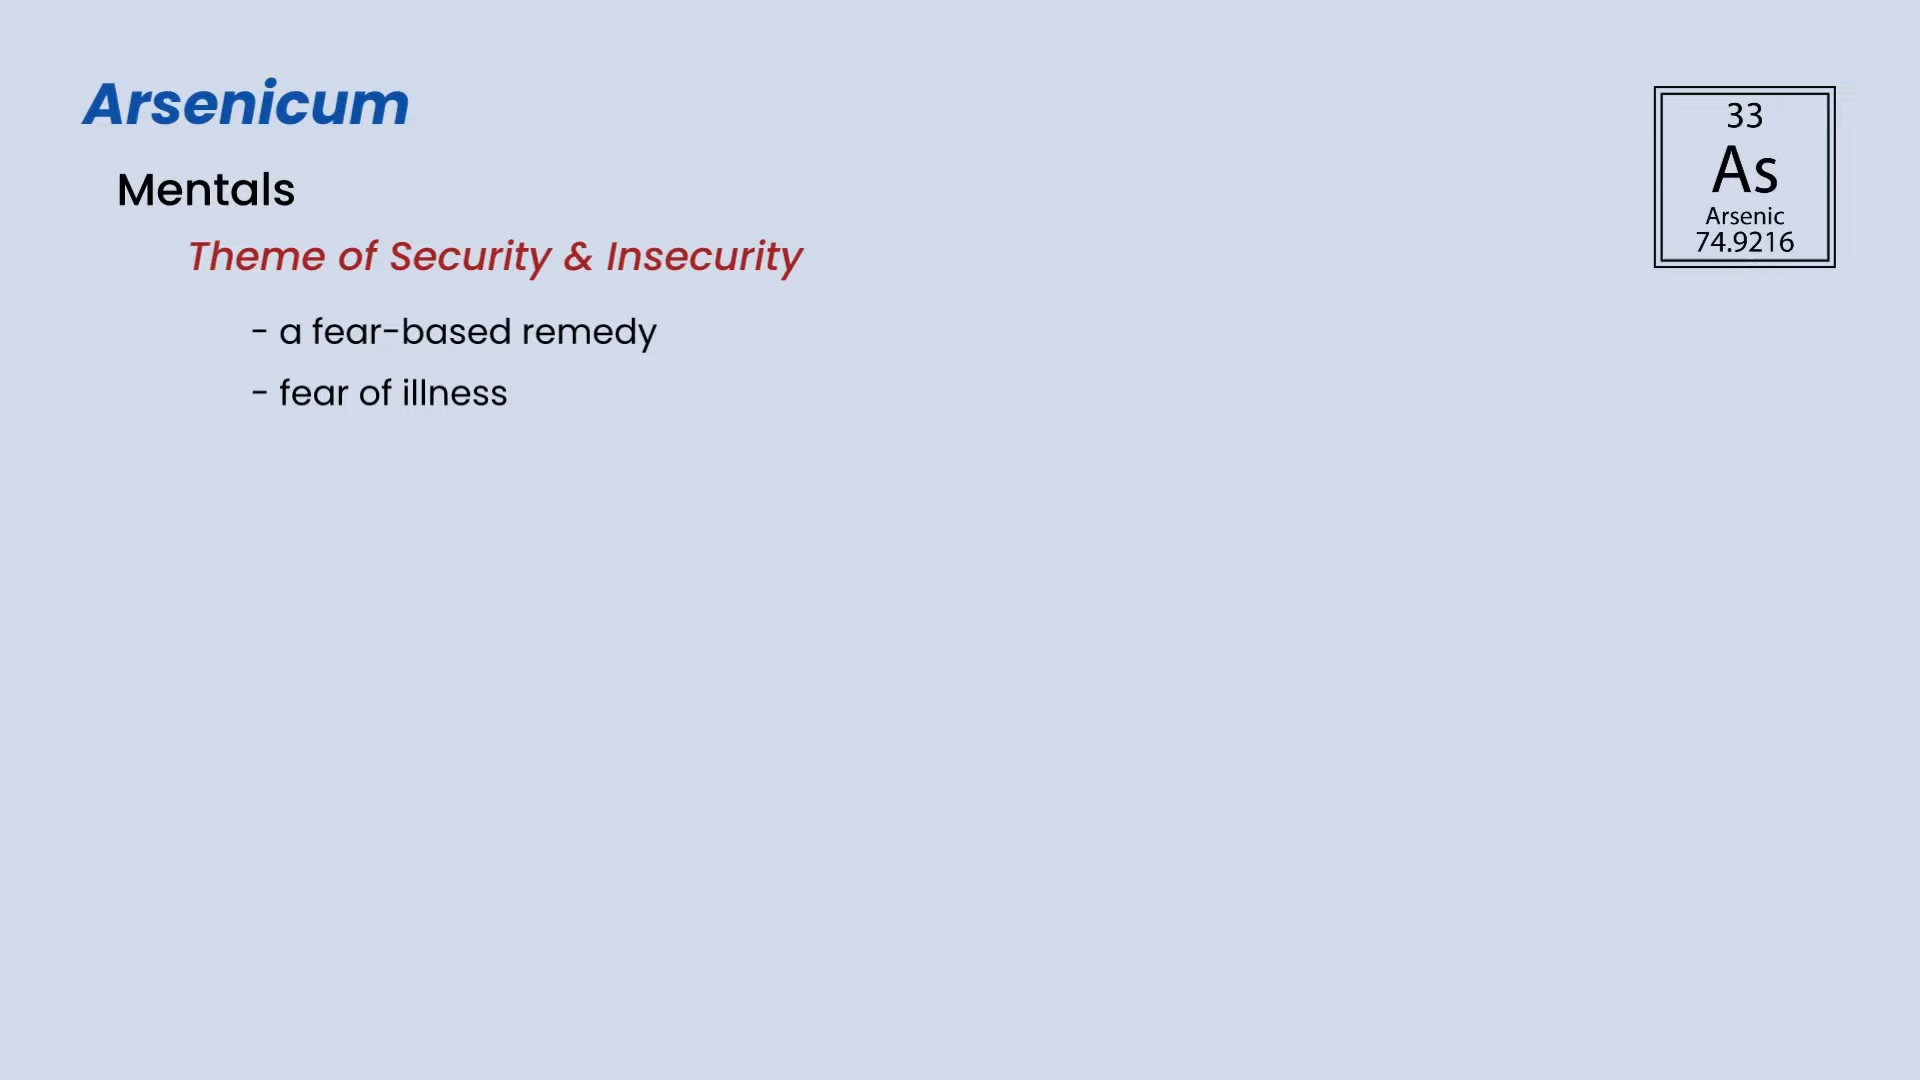 Arsenicum
Mentals
Theme of Security & Insecurity
- a fear-based remedy
- fear of illness
33
As
Arsenic
74.9216